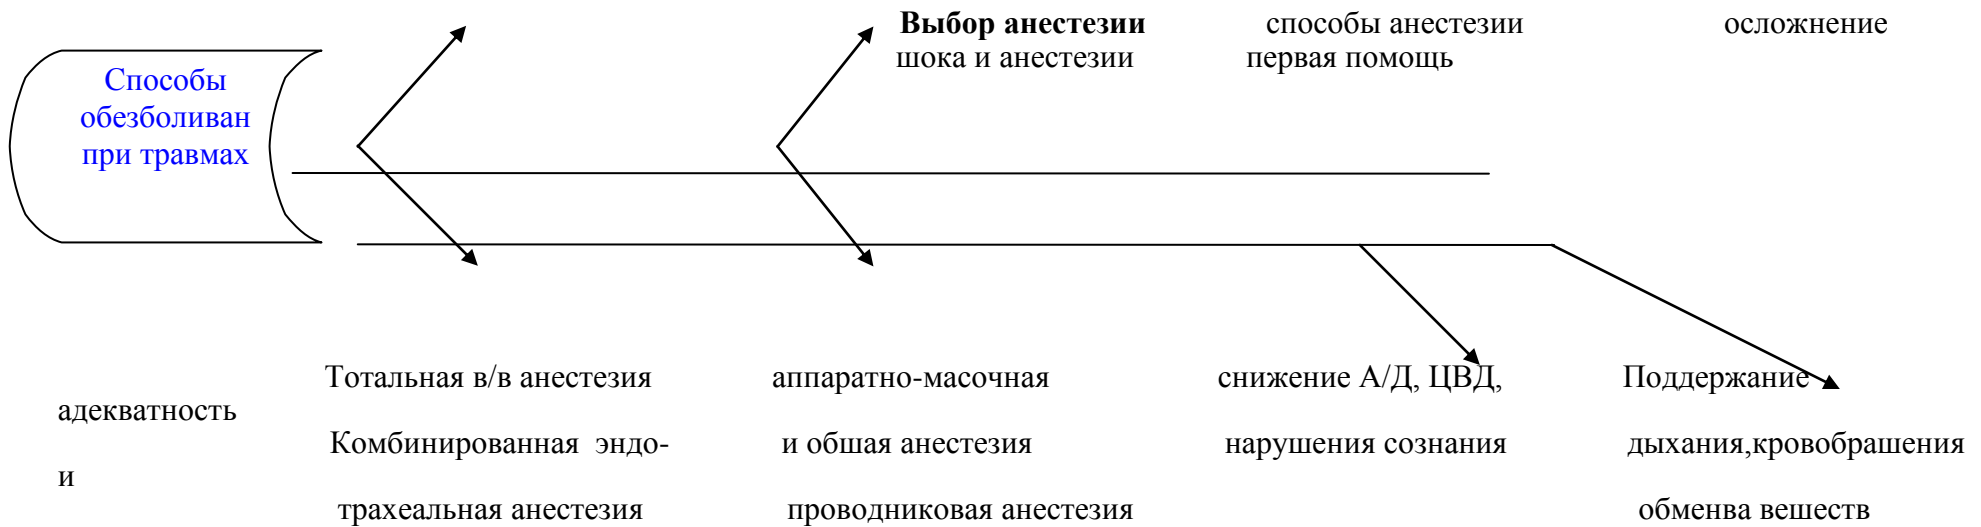 Выбор анестезии способы анестезии осложнение
шока и анестезии первая помощь
Способы
обезболиван
при травмах
Тотальная в/в анестезия аппаратно-масочная снижение А/Д, ЦВД, Поддержание
адекватность
Комбинированная эндо- и обшая анестезия нарушения сознания дыхания,кровобрашения
и
трахеальная анестезия проводниковая анестезия обменва вешеств